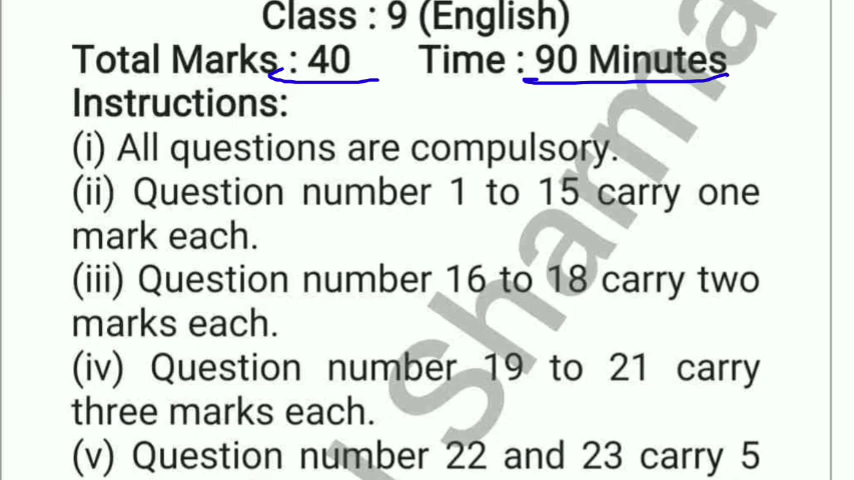 Class : 9 (English)
Total Marks : 40 Time : 90 Minutes
Instructions:
(i) All questions are compulsory.
(ii) Question number 1 to 15 carry one
mark each.
(iii) Question number 16 to 18 carry two
marks each.
(iv) Question number 19 to 21 carry
three marks each.
(v) Question number 22 and 23 carry 5
Sharma